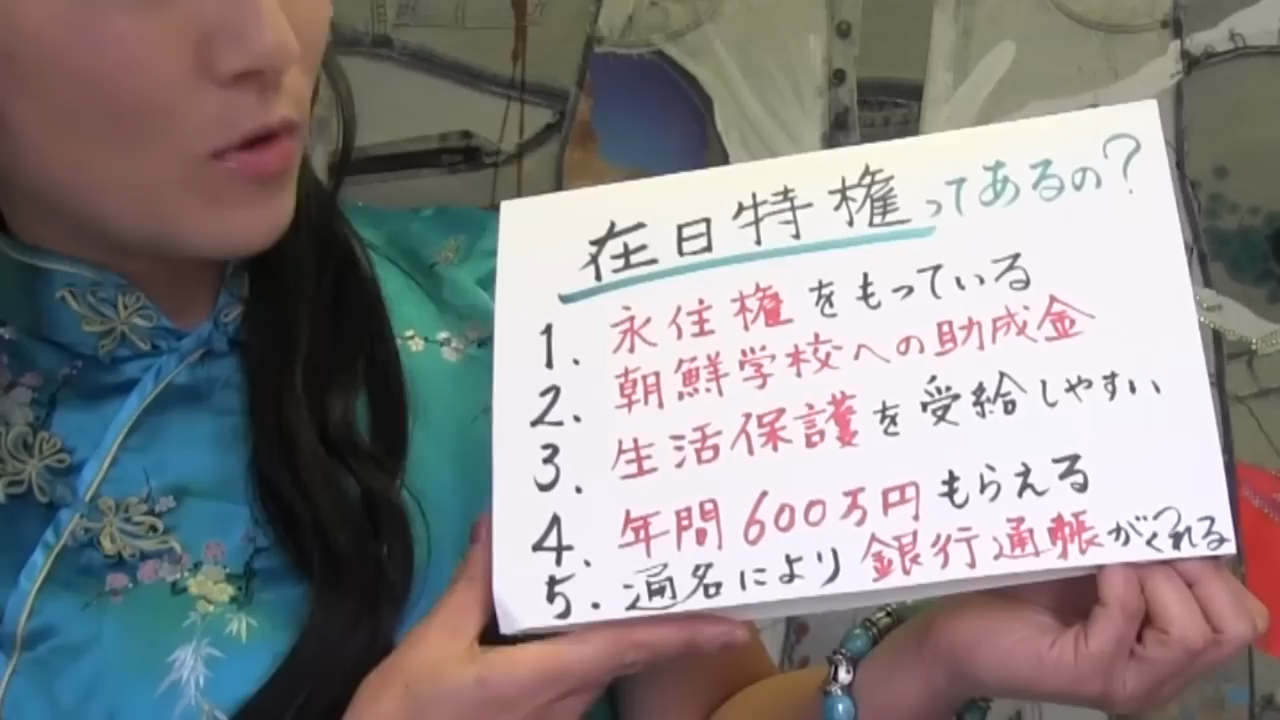 在日特権ってあるの?
1. 永住権をもっている
2. 朝鮮学校への助成金
3. 生活保護を受給しやすい
4. 年間600万円もらえる
5. 通名により銀行通帳がつくれる